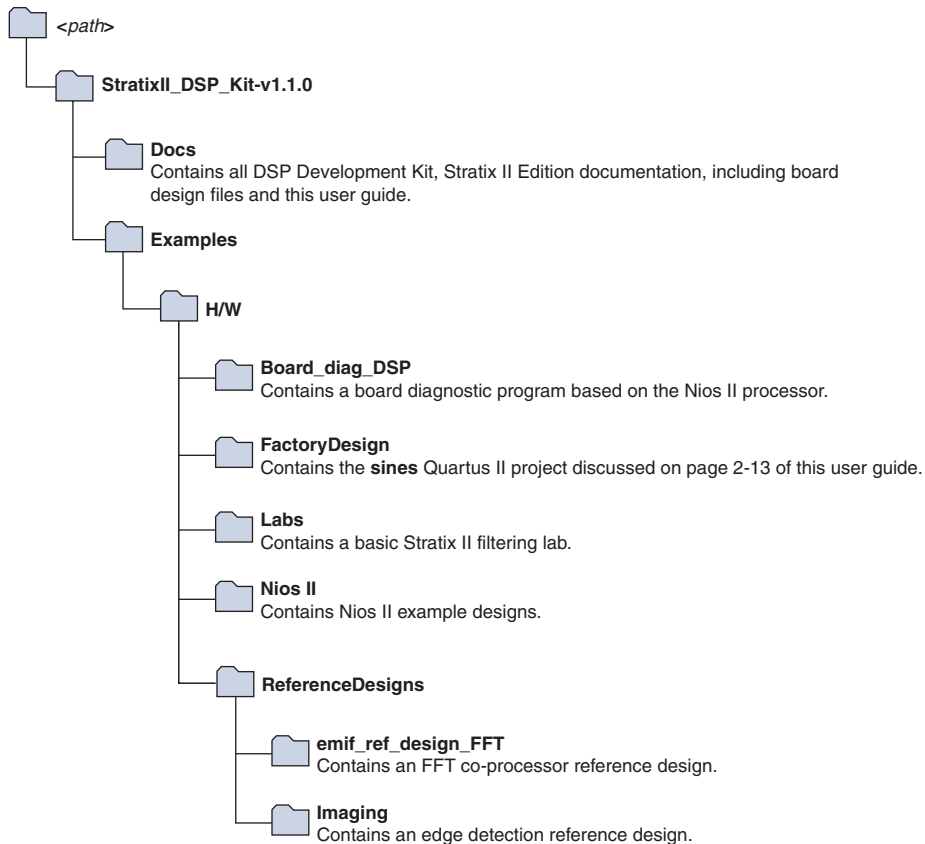 <path>
StratixII_DSP_Kit-v1.1.0
Docs
Contains all DSP Development Kit, Stratix II Edition documentation, including board
design files and this user guide.
Examples
H/W
Board_diag_DSP
Contains a board diagnostic program based on the Nios II processor.
FactoryDesign
Contains the sines Quartus II project discussed on page 2-13 of this user guide.
Labs
Contains a basic Stratix II filtering lab.
Nios II
Contains Nios II example designs.
ReferenceDesigns
emif_ref_design_FFT
Contains an FFT co-processor reference design.
Imaging
Contains an edge detection reference design.